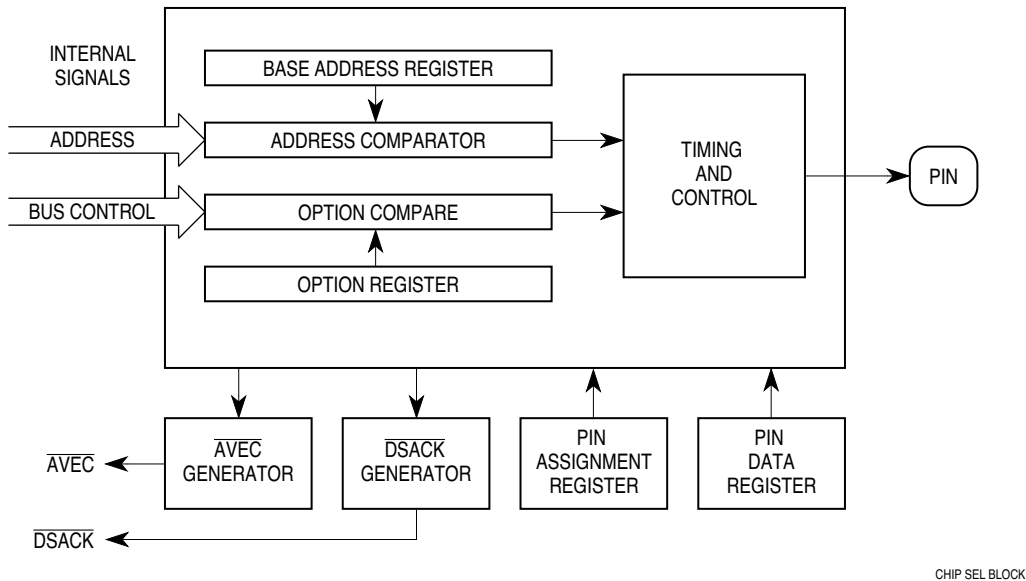 INTERNAL
SIGNALS
BASE ADDRESS REGISTER
ADDRESS
ADDRESS COMPARATOR
TIMING
AND
CONTROL
PIN
BUS CONTROL
OPTION COMPARE
OPTION REGISTER
AVEC
GENERATOR
DSACK
GENERATOR
PIN
ASSIGNMENT
REGISTER
PIN
DATA
REGISTER
AVEC
DSACK
CHIP SEL BLOCK